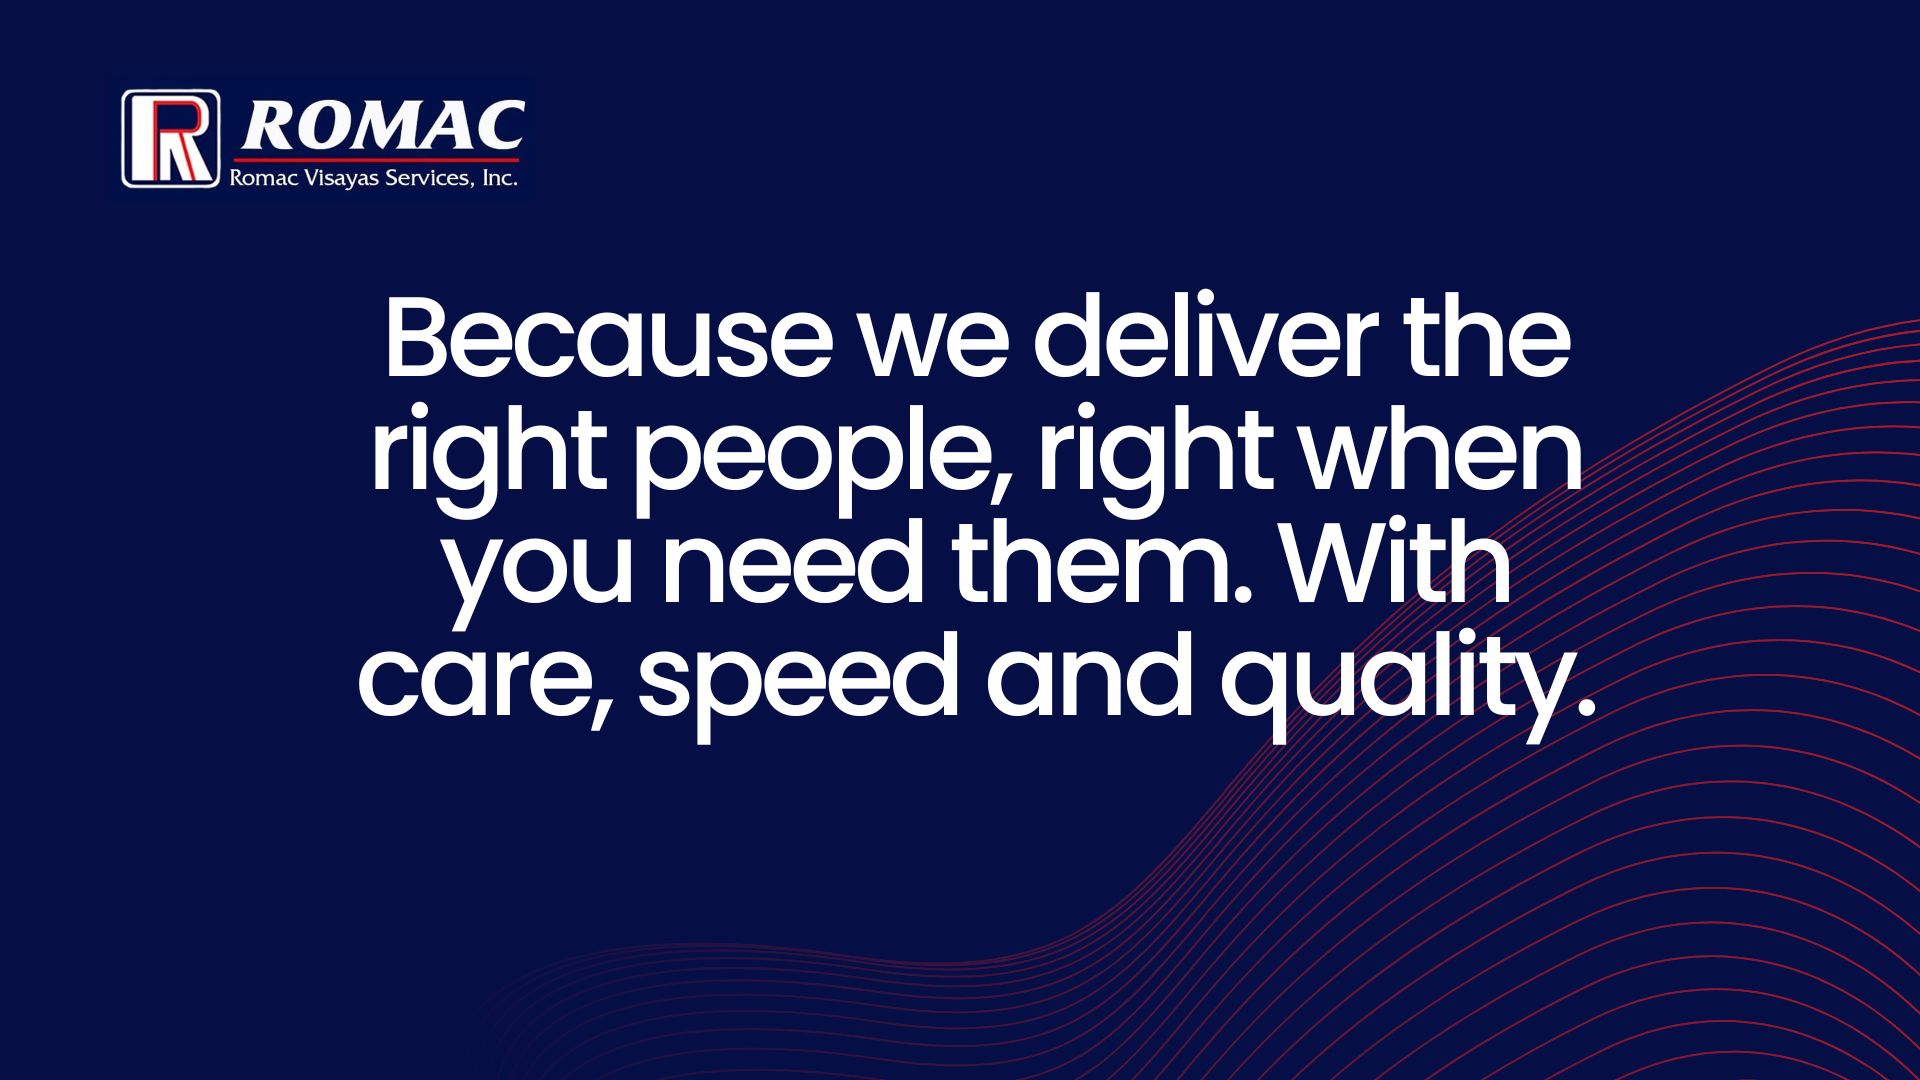 ROMAC
Romac Visayas Services, Inc.
Because we deliver the
right people, right when
you need them. With
care, speed and quality.